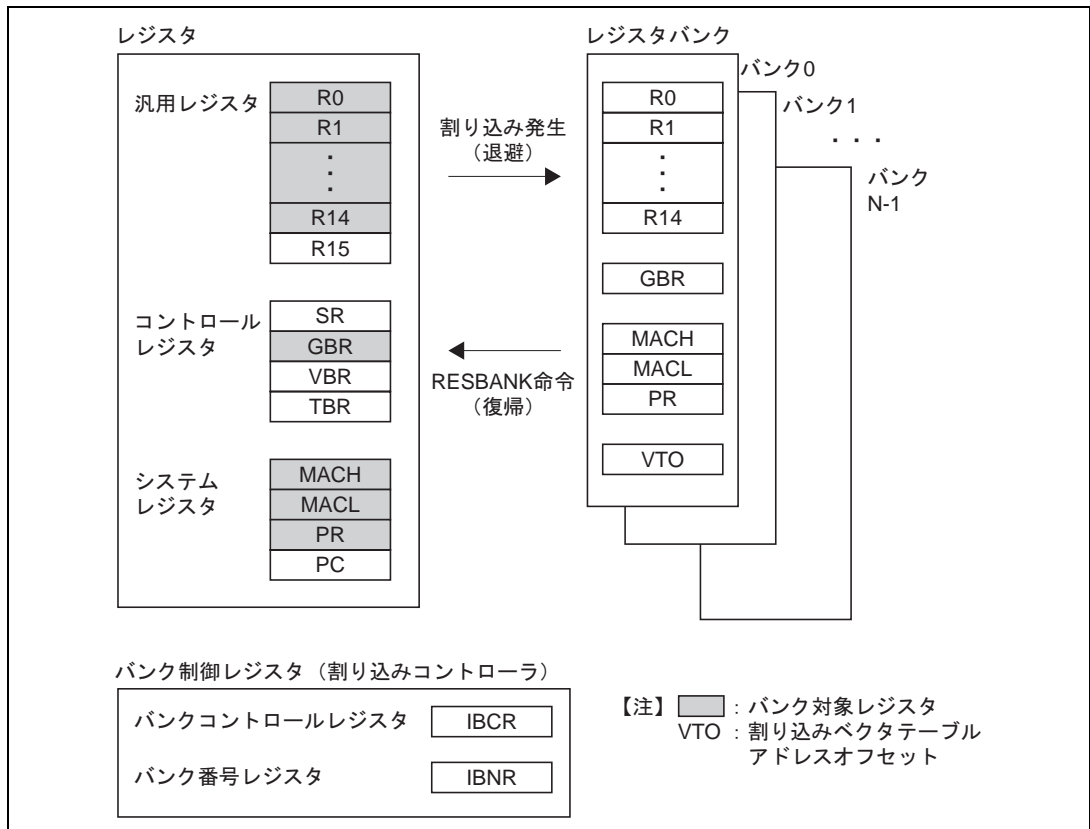 レジスタ
汎用レジスタ
R0
R1
・
・
・
R14
R15
コントロール
レジスタ
SR
GBR
VBR
TBR
システム
レジスタ
MACH
MACL
PR
PC
割り込み発生
（退避）
RESBANK命令
（復帰）
レジスタバンク
バンク0
バンク1
・・・
バンク
N-1
R0
R1
・
・
・
R14
GBR
MACH
MACL
PR
VTO
バンク制御レジスタ（割り込みコントローラ）
バンクコントロールレジスタ IBCR
バンク番号レジスタ IBNR
【注】 ：バンク対象レジスタ
VTO ：割り込みベクタテーブル
アドレスオフセット